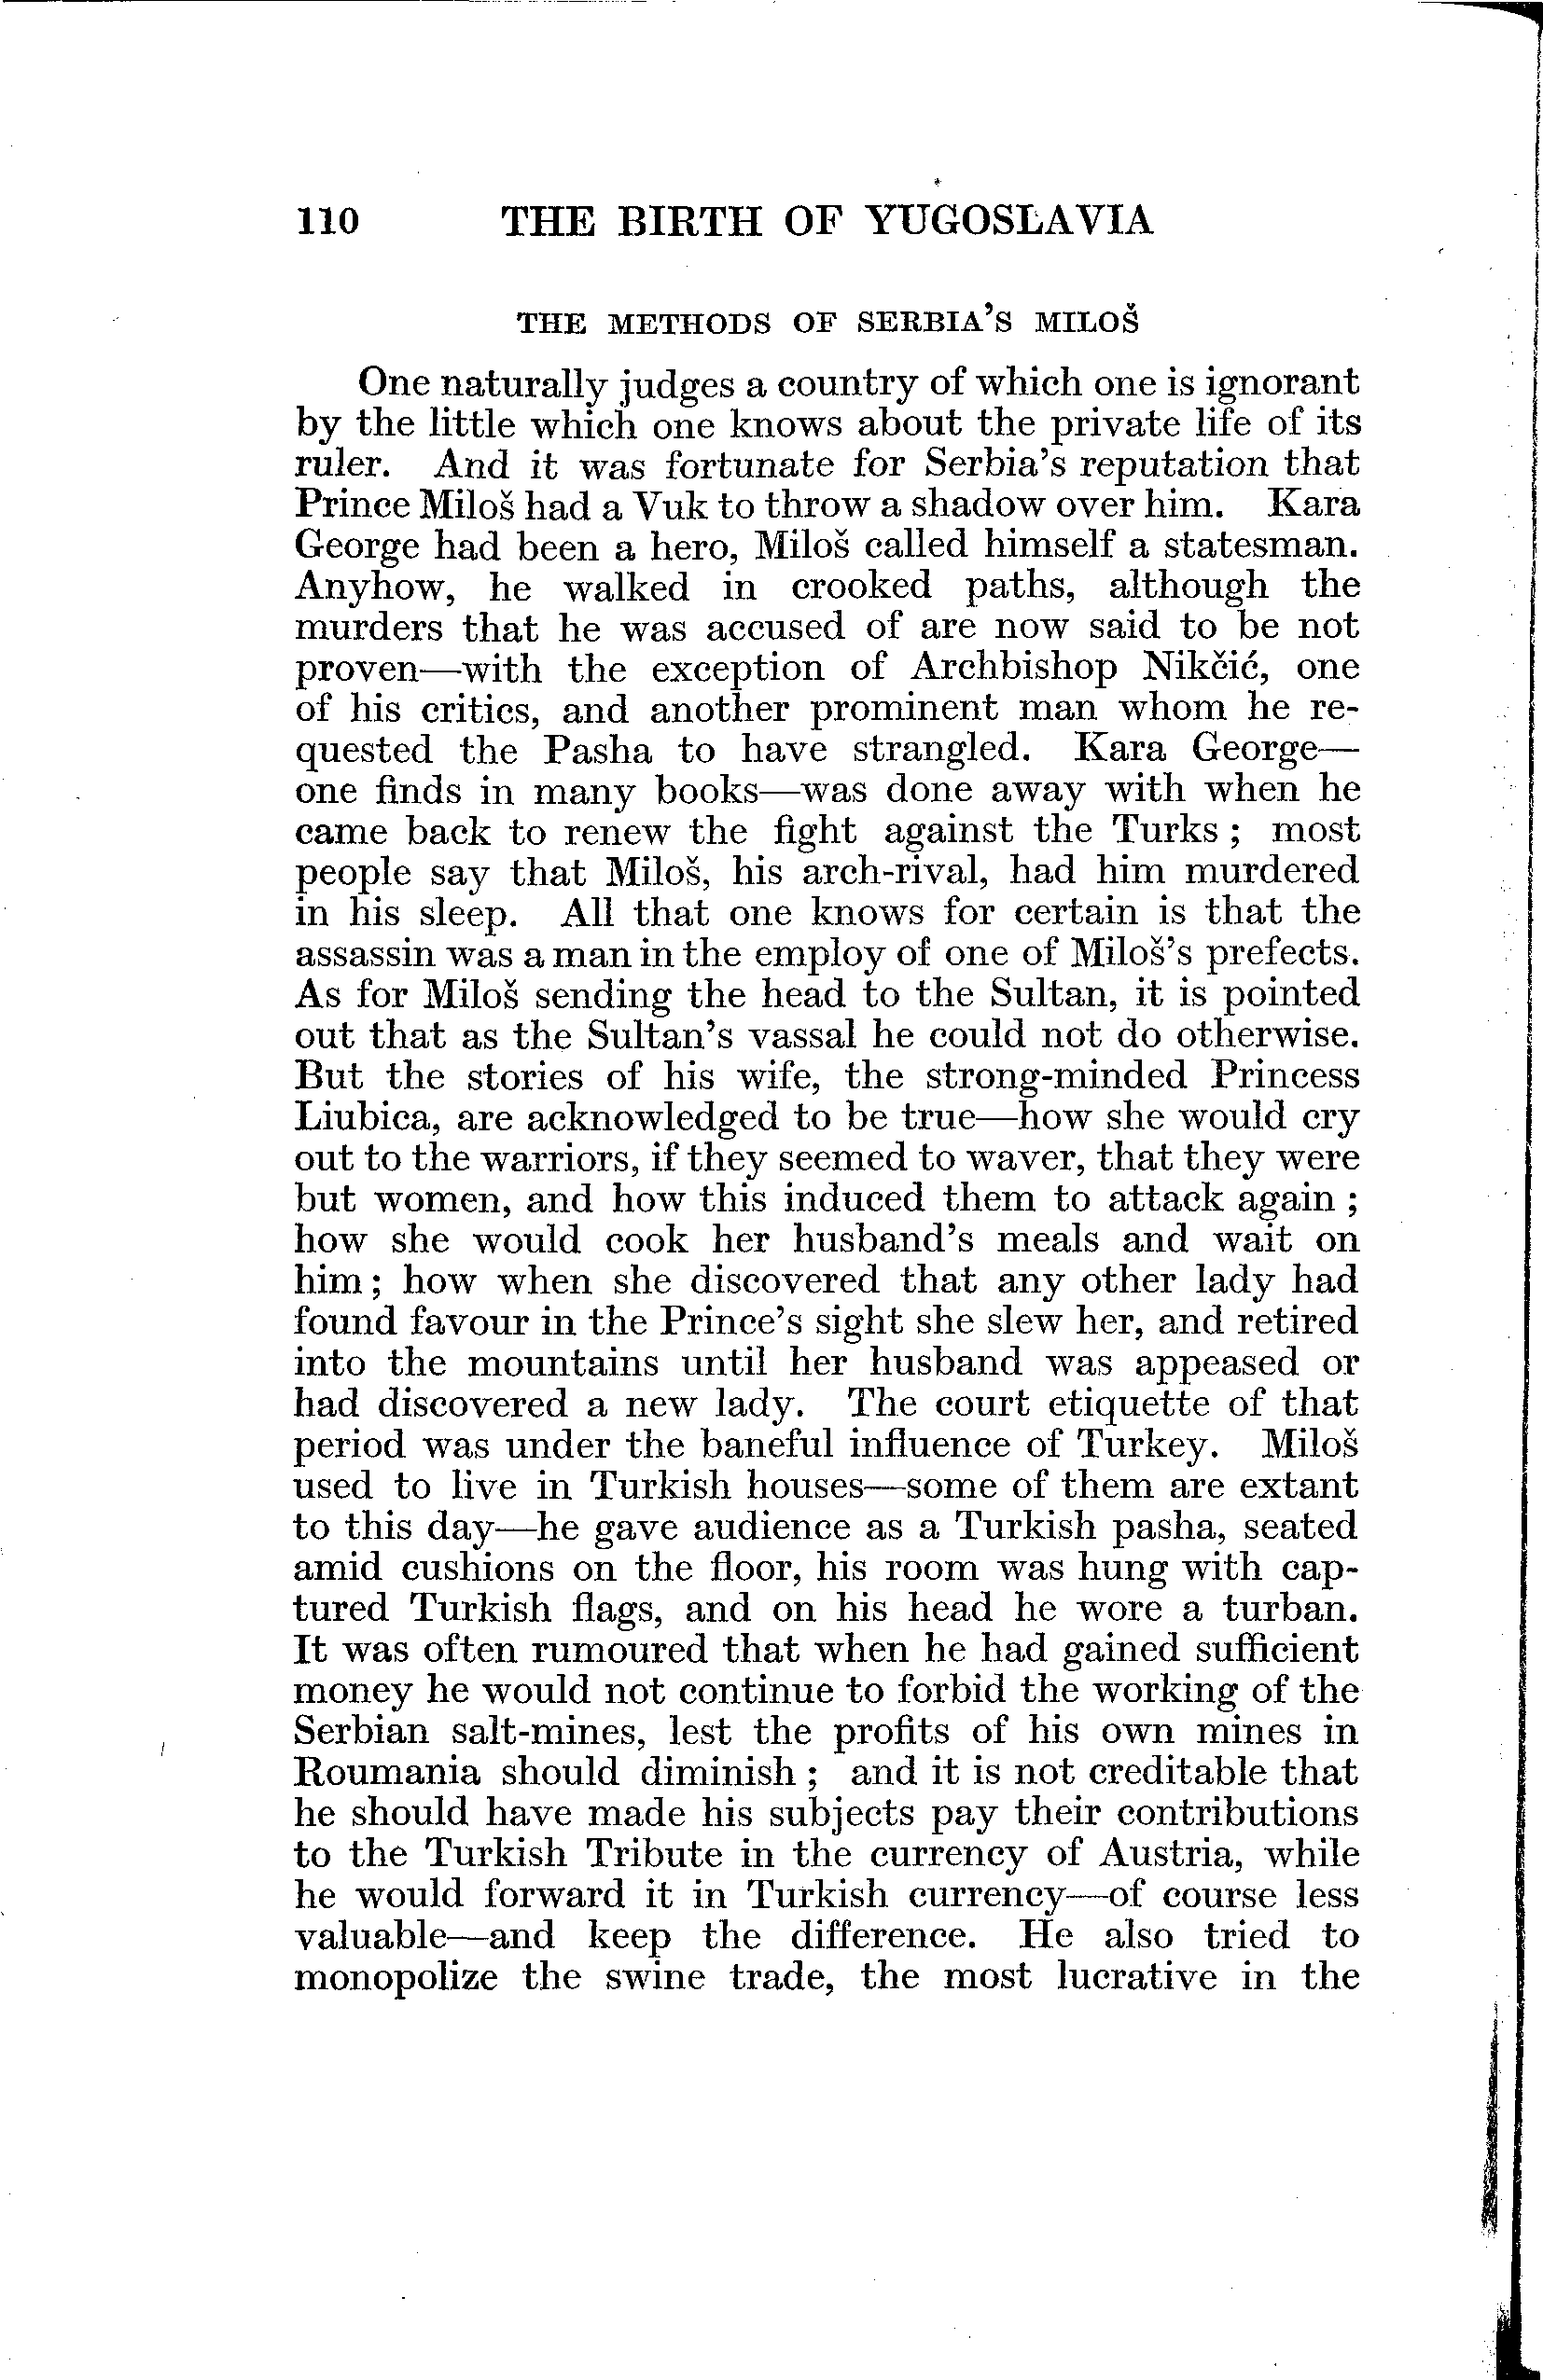 110 THE BIRTH OF YUGOSLAVIA
THE METHODS OF SERBIA'S MILOŠ
One naturally judges a country of which one is ignorant
by the little which one knows about the private life of its
ruler. And it was fortunate for Serbia's reputation that
Prince Miloš had a Vuk to throw a shadow over him. Kara
George had been a hero, Miloš called himself a statesman.
Anyhow, he walked in crooked paths, although the
murders that he was accused of are now said to be not
proven—with the exception of Archbishop Nikčić, one
of his critics, and another prominent man whom he re-
quested the Pasha to have strangled. Kara George—
one finds in many books—was done away with when he
came back to renew the fight against the Turks ; most
people say that Miloš, his arch-rival, had him murdered
in his sleep. All that one knows for certain is that the
assassin was a man in the employ of one of Miloš's prefects.
As for Miloš sending the head to the Sultan, it is pointed
out that as the Sultan's vassal he could not do otherwise.
But the stories of his wife, the strong-minded Princess
Liubica, are acknowledged to be true—how she would cry
out to the warriors, if they seemed to waver, that they were
but women, and how this induced them to attack again ;
how she would cook her husband's meals and wait on
him ; how when she discovered that any other lady had
found favour in the Prince's sight she slew her, and retired
into the mountains until her husband was appeased or
had discovered a new lady. The court etiquette of that
period was under the baneful influence of Turkey. Miloš
used to live in Turkish houses—some of them are extant
to this day—he gave audience as a Turkish pasha, seated
amid cushions on the floor, his room was hung with cap-
tured Turkish flags, and on his head he wore a turban.
It was often rumoured that when he had gained sufficient
money he would not continue to forbid the working of the
Serbian salt-mines, lest the profits of his own mines in
Roumania should diminish ; and it is not creditable that
he should have made his subjects pay their contributions
to the Turkish Tribute in the currency of Austria, while
he would forward it in Turkish currency—of course less
valuable—and keep the difference. He also tried to
monopolize the swine trade, the most lucrative in the